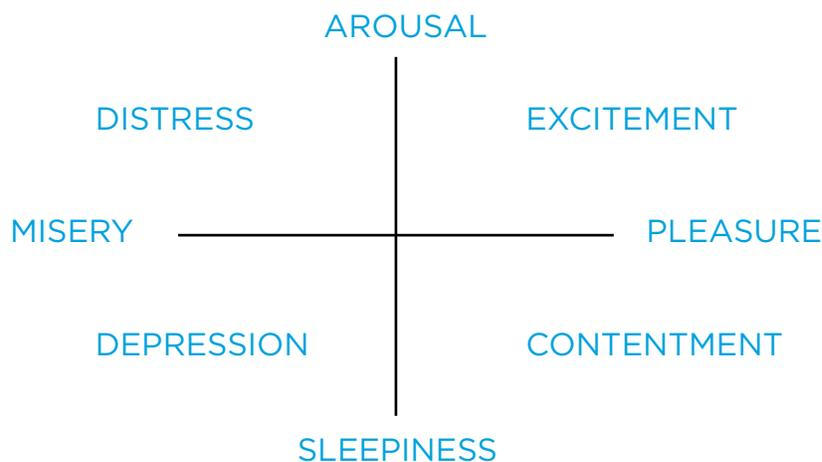 AROUSAL
DISTRESS
EXCITEMENT
MISERY
PLEASURE
DEPRESSION
CONTENTMENT
SLEEPINESS